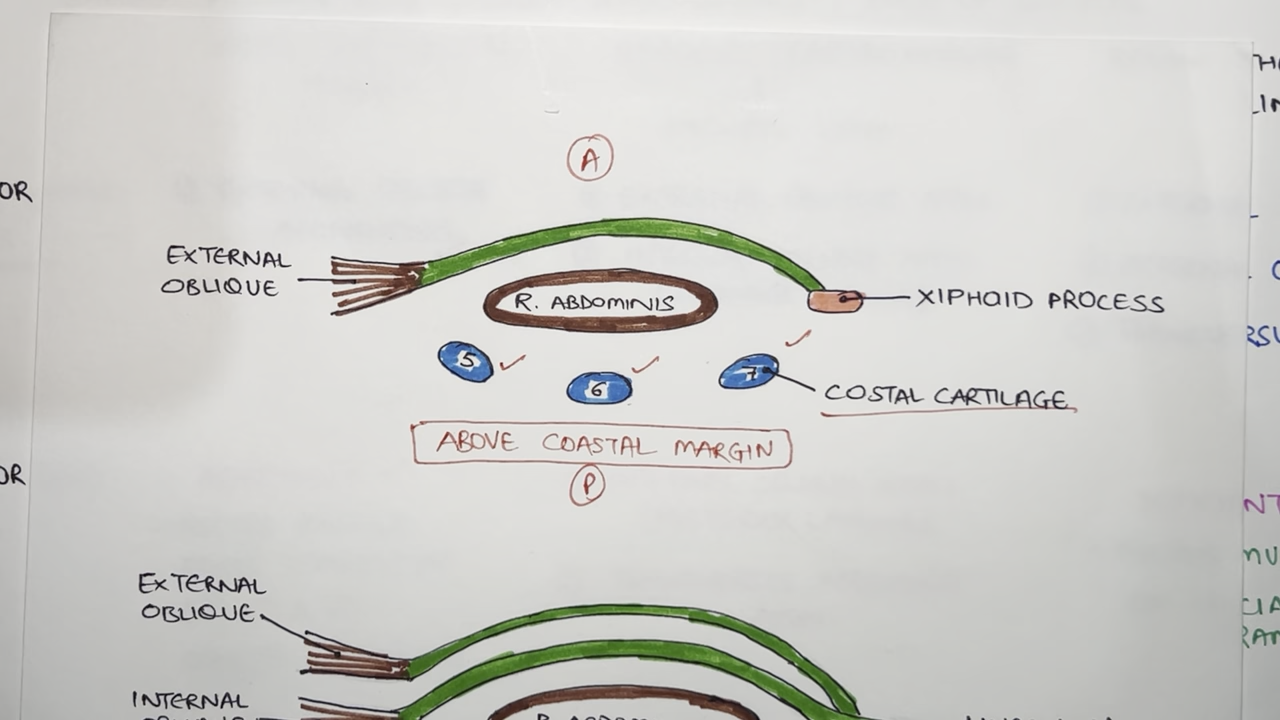 A
OR
EXTERNAL
OBLIQUE
R. ABDOMINIS
XIPHOID PROCESS
5
6
7
COSTAL CARTILAGE
ABOVE COASTAL MARGIN
P
OR
EXTERNAL
OBLIQUE
INTERNAL